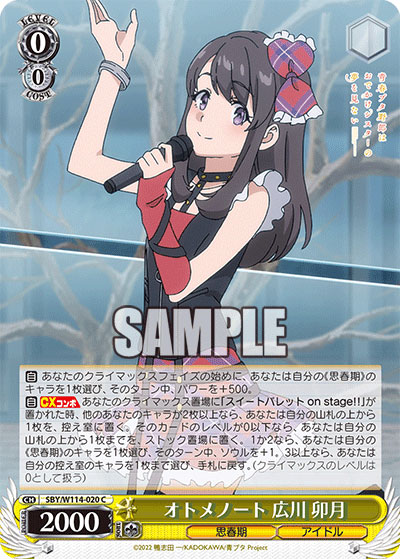 LEVEL
0
0
COST
青春ブタ野郎は
おでかけシスターの
夢を見ない
SAMPLE
自 あなたのクライマックスフェイズの始めに、あなたは自分の《思春期》の
キャラを1枚選び、そのターン中、パワーを+500。
自 CXコンボ あなたのクライマックス置場に「スイートバレット on stage!!」が
置かれた時、他のあなたのキャラが2枚以上なら、あなたは自分の山札の上から
1枚を、控え室に置く。そのカードのレベルが0以下なら、あなたは自分の
山札の上から1枚までを、ストック置場に置く。1か2なら、あなたは自
分のキャラを1枚選び、そのターン中、ソウルを+1。3以上なら、あなた
は自分の控え室のキャラを1枚選び、手札に戻す。(クライマックスのレベルは
0として扱う)
CH SBY/W114-020 C
POWER
2000
オトメノート 広川 卯月
思春期
アイドル
©2022 鴨志田 一/KADOKAWA/青ブタ Project